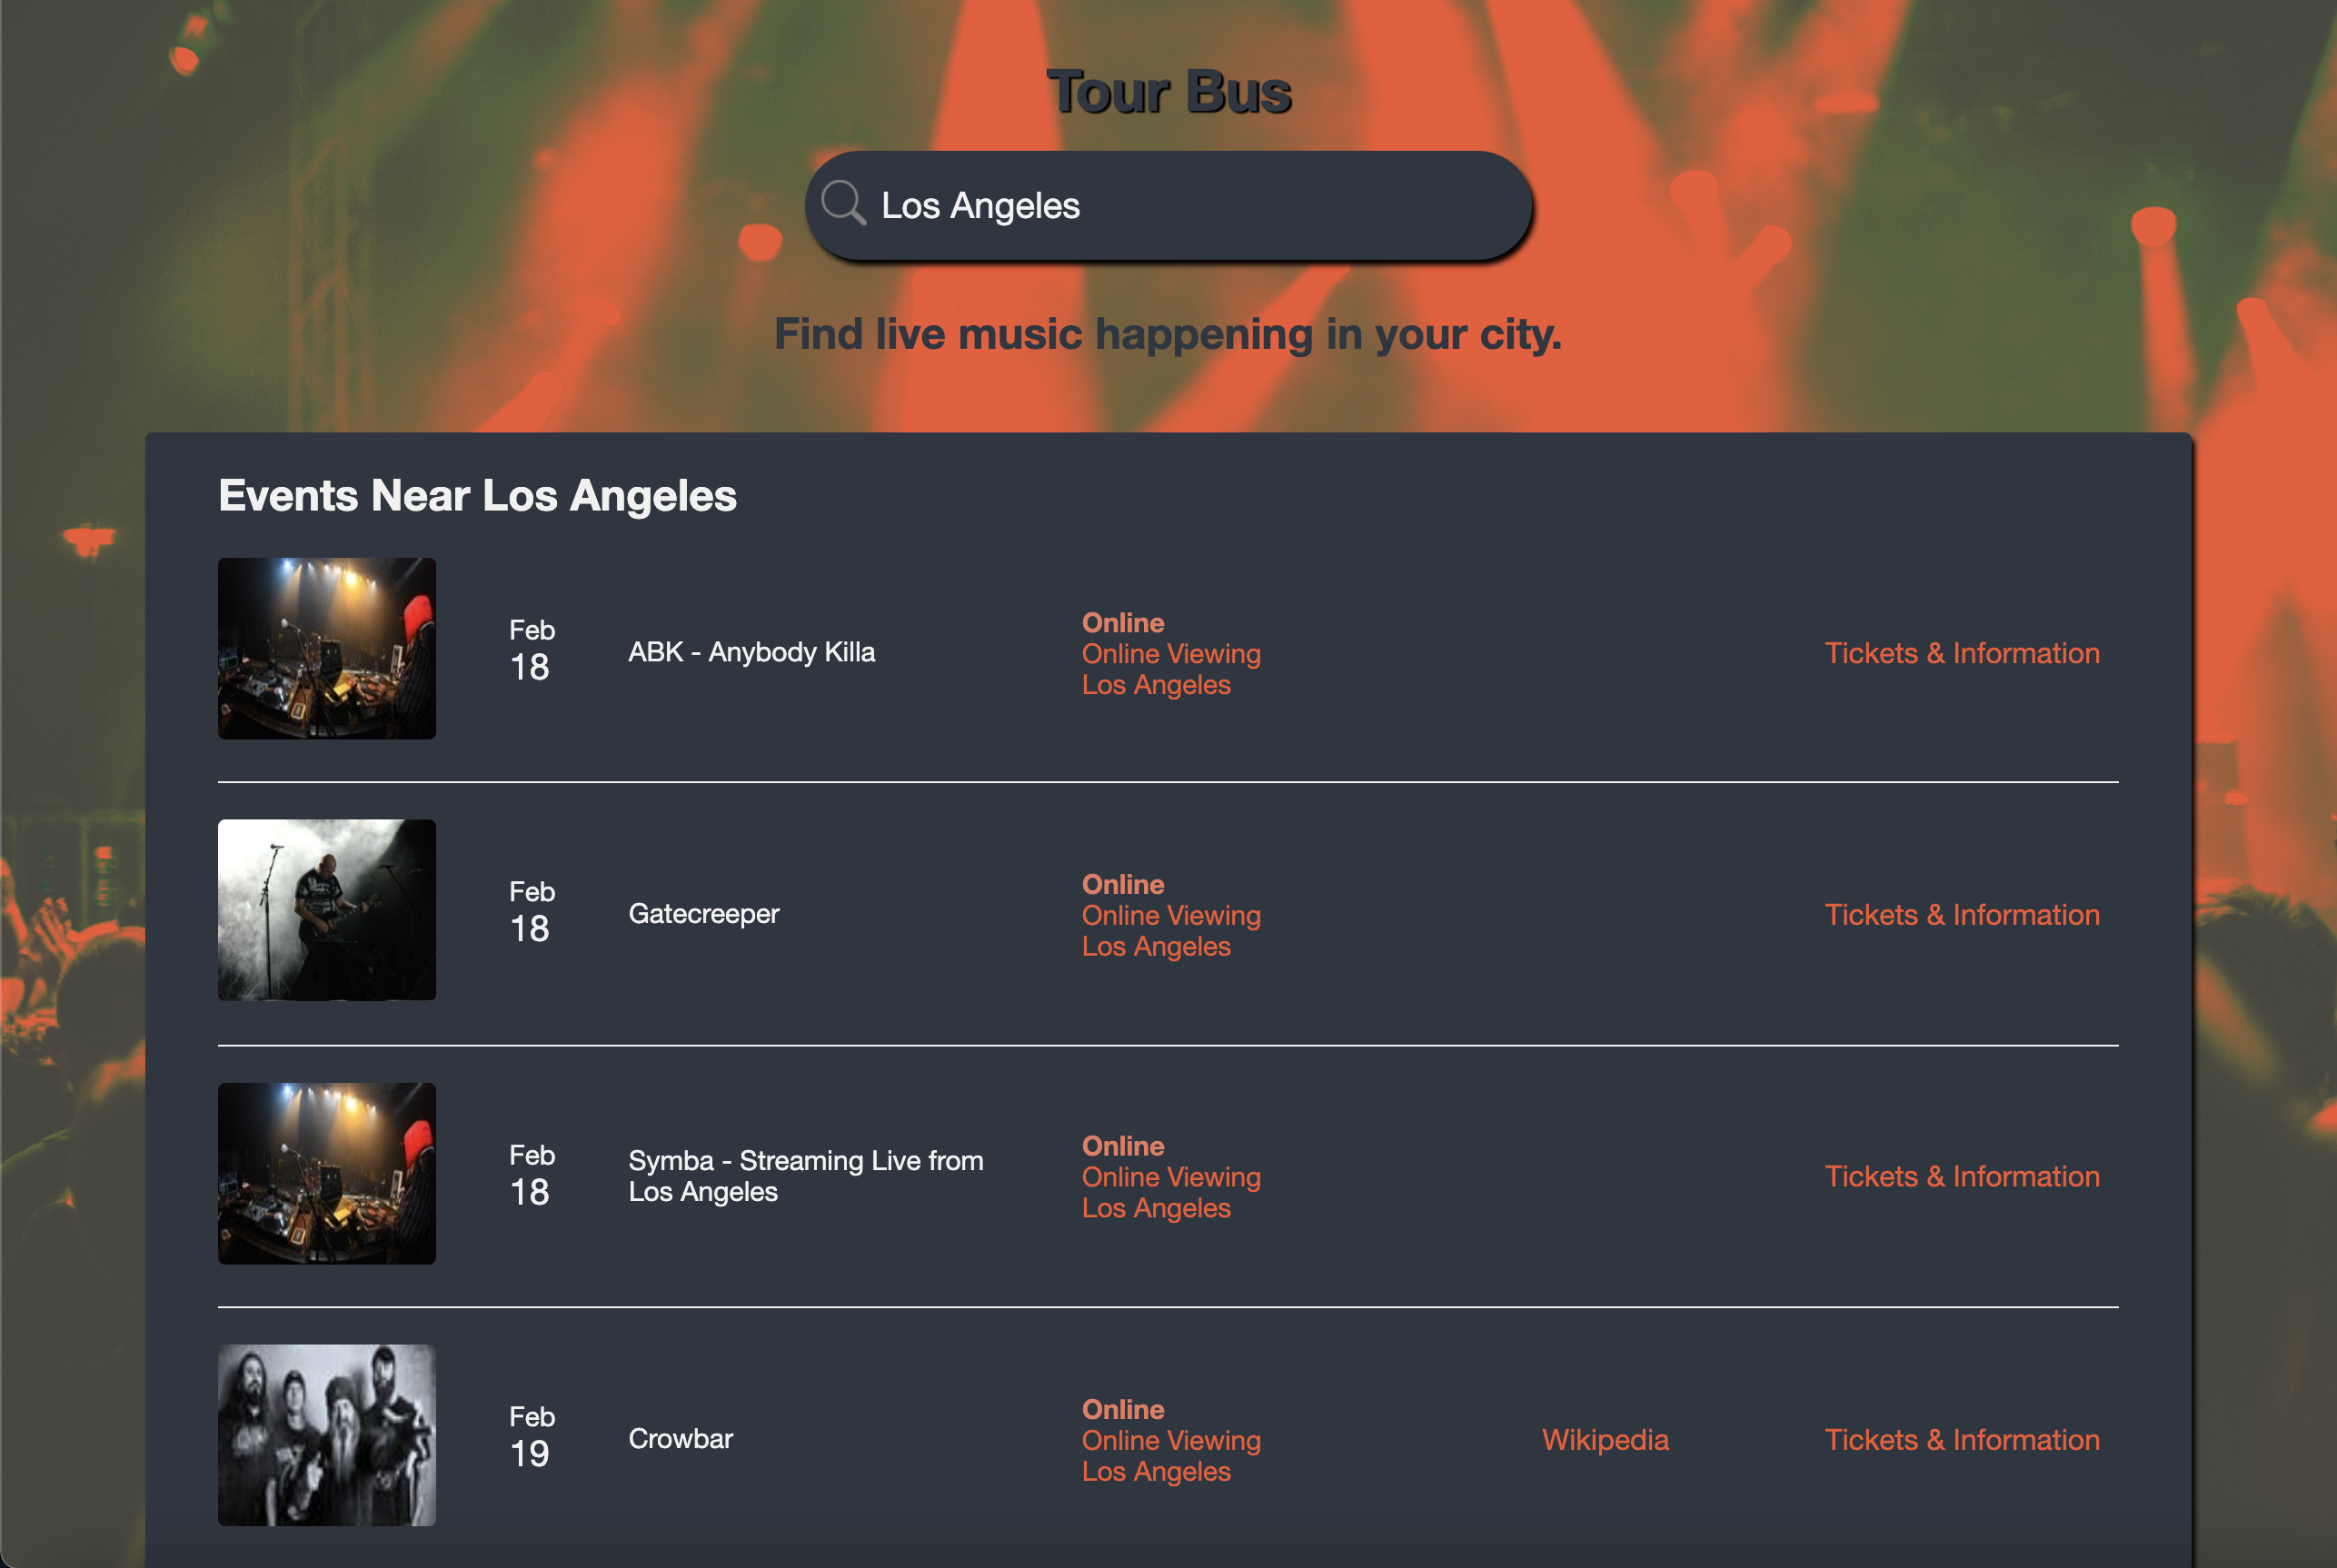 Tour Bus
Los Angeles
Find live music happening in your city.
Events Near Los Angeles
Feb
18
ABK - Anybody Killa
Online
Online Viewing
Los Angeles
Tickets & Information
Feb
18
Gatecreeper
Online
Online Viewing
Los Angeles
Tickets & Information
Feb
18
Symba - Streaming Live from
Los Angeles
Online
Online Viewing
Los Angeles
Tickets & Information
Feb
19
Crowbar
Online
Online Viewing
Los Angeles
Wikipedia
Tickets & Information